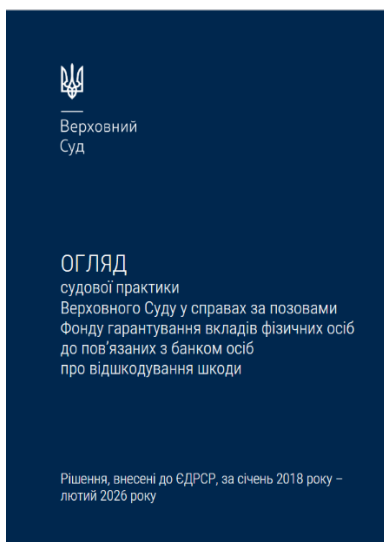 Верховний
Суд
ОГЛЯД
судової практики
Верховного Суду у справах за позовами
Фонду гарантування вкладів фізичних осіб
до пов’язаних з банком осіб
про відшкодування шкоди
Рішення, внесені до ЄДРСР, за січень 2018 року –
лютий 2026 року